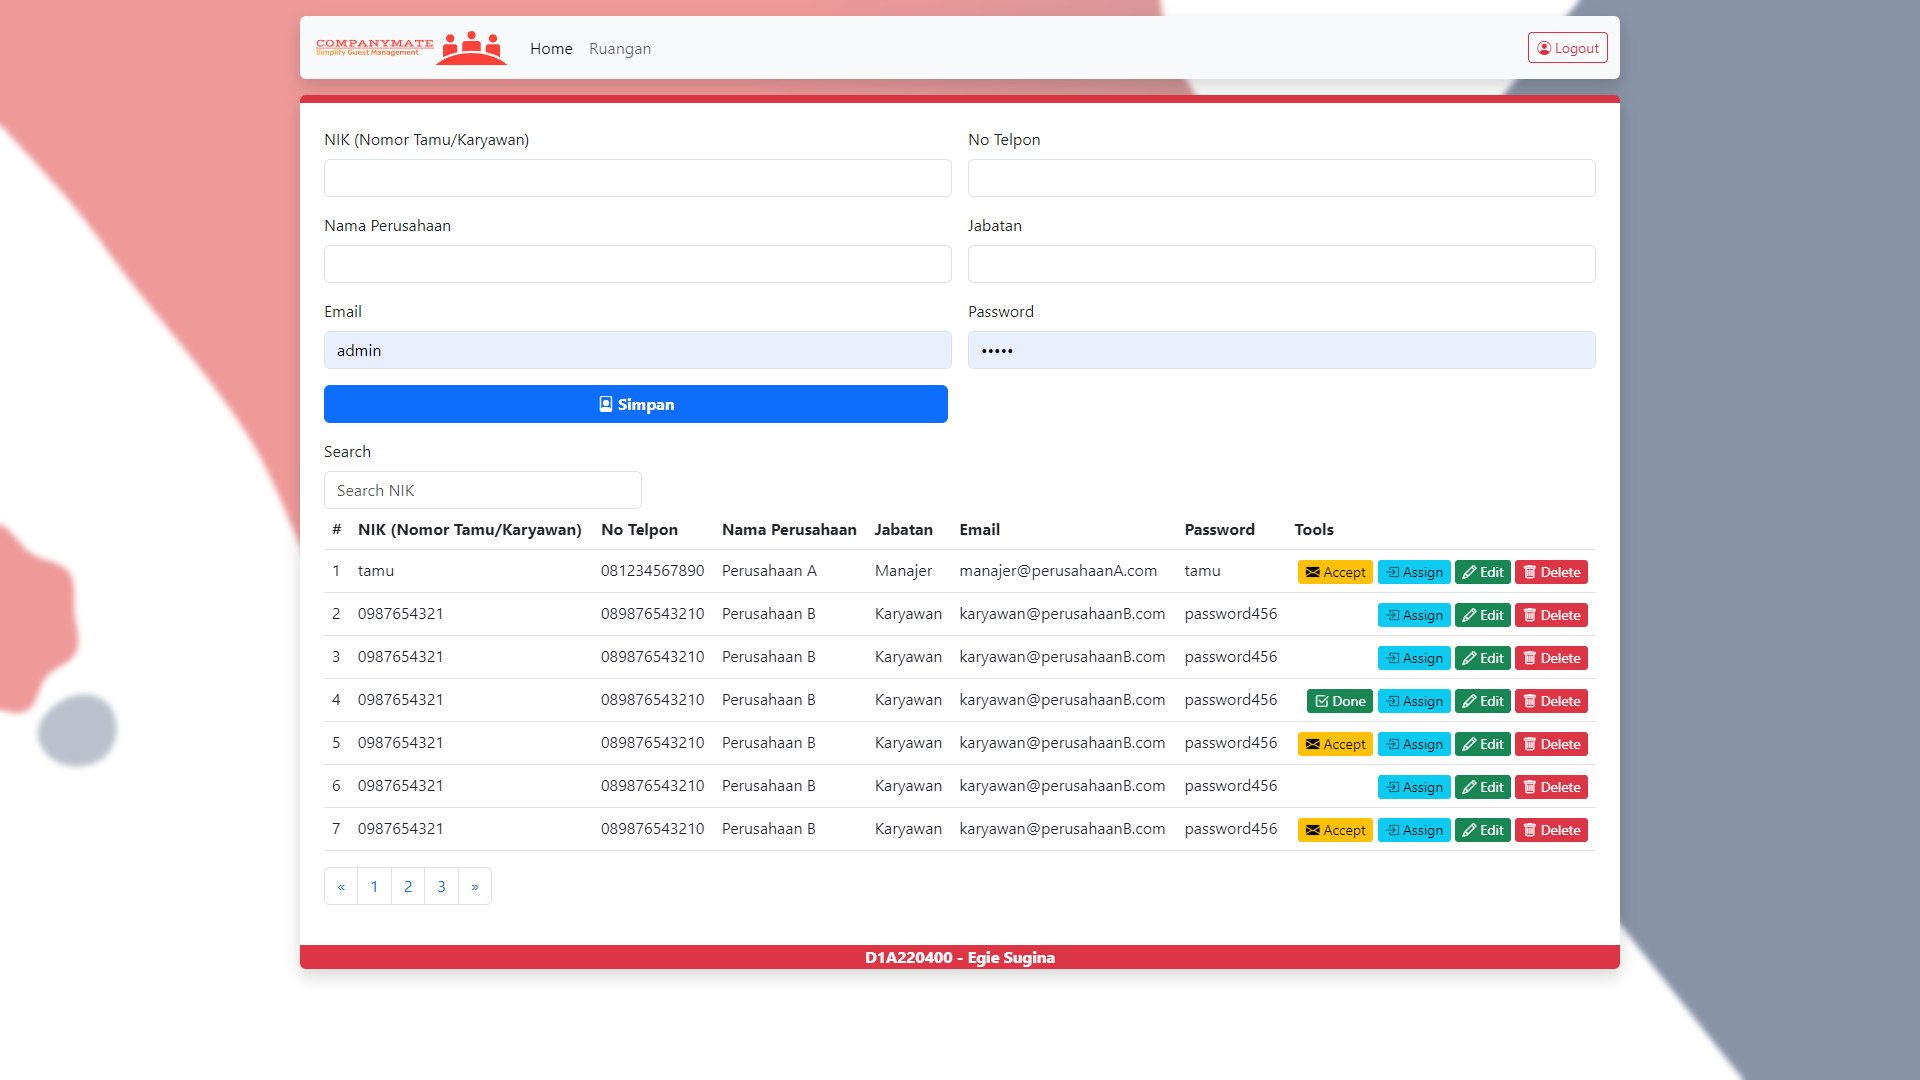 COMPANYMATE
Simplify Guest Management
Home Ruangan
Logout
NIK (Nomor Tamu/Karyawan) No Telpon
Nama Perusahaan Jabatan
Email Password
admin •••••
Simpan
Search
Search NIK
# NIK (Nomor Tamu/Karyawan) No Telpon Nama Perusahaan Jabatan Email Password Tools
1 tamu 081234567890 Perusahaan A Manajer manajer@perusahaanA.com tamu Accept Assign Edit Delete
2 0987654321 089876543210 Perusahaan B Karyawan karyawan@perusahaanB.com password456 Assign Edit Delete
3 0987654321 089876543210 Perusahaan B Karyawan karyawan@perusahaanB.com password456 Assign Edit Delete
4 0987654321 089876543210 Perusahaan B Karyawan karyawan@perusahaanB.com password456 Done Assign Edit Delete
5 0987654321 089876543210 Perusahaan B Karyawan karyawan@perusahaanB.com password456 Accept Assign Edit Delete
6 0987654321 089876543210 Perusahaan B Karyawan karyawan@perusahaanB.com password456 Assign Edit Delete
7 0987654321 089876543210 Perusahaan B Karyawan karyawan@perusahaanB.com password456 Accept Assign Edit Delete
« 1 2 3 »
D1A220400 - Egie Sugina